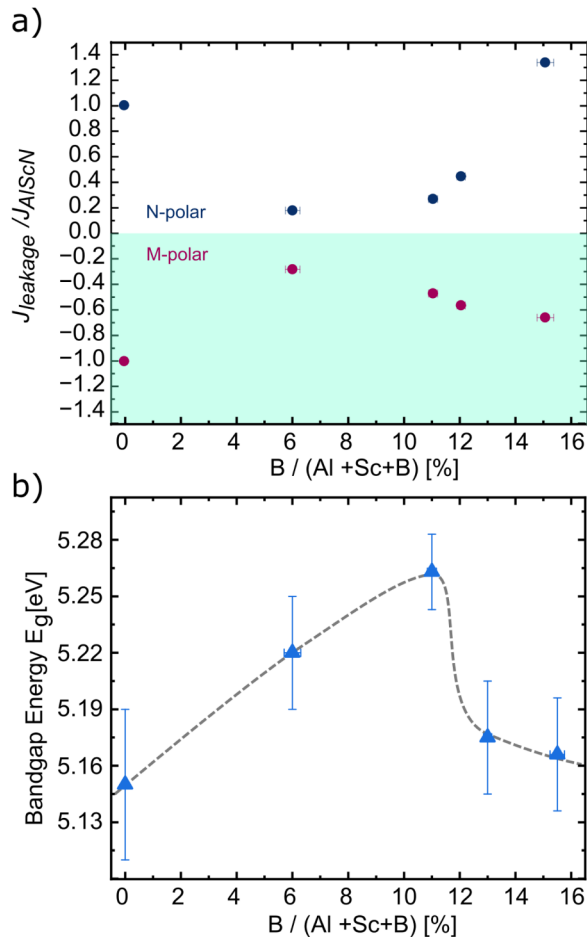 a)
1.4
1.2
1.0
0.8
0.6
0.4
0.2
0.0
−0.2
−0.4
−0.6
−0.8
−1.0
−1.2
−1.4
J_leakage /J_AlScN
N-polar
M-polar
0 2 4 6 8 10 12 14 16
B / (Al +Sc+B) [%]
b)
5.28
5.26
5.22
5.19
5.16
5.13
Bandgap Energy E_g[eV]
0 2 4 6 8 10 12 14 16
B / (Al +Sc+B) [%]